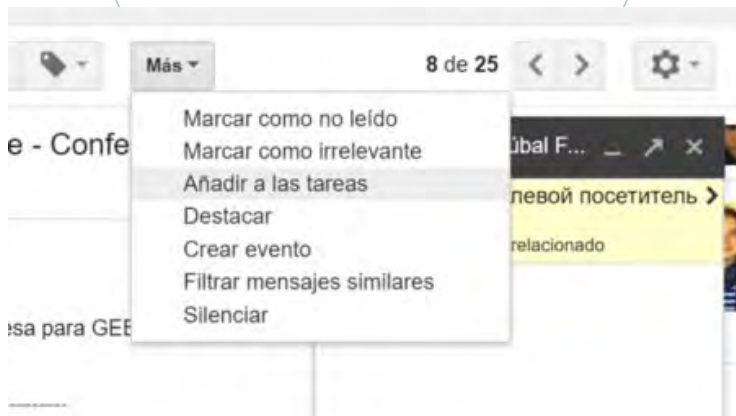 Más
8 de 25
Marcar como no leído
e - Confe
Marcar como irrelevante
úbal F...
Añadir a las tareas
левой посетитель
Destacar
Crear evento
relacionado
Filtrar mensajes similares
Silenciar
esa para GEE